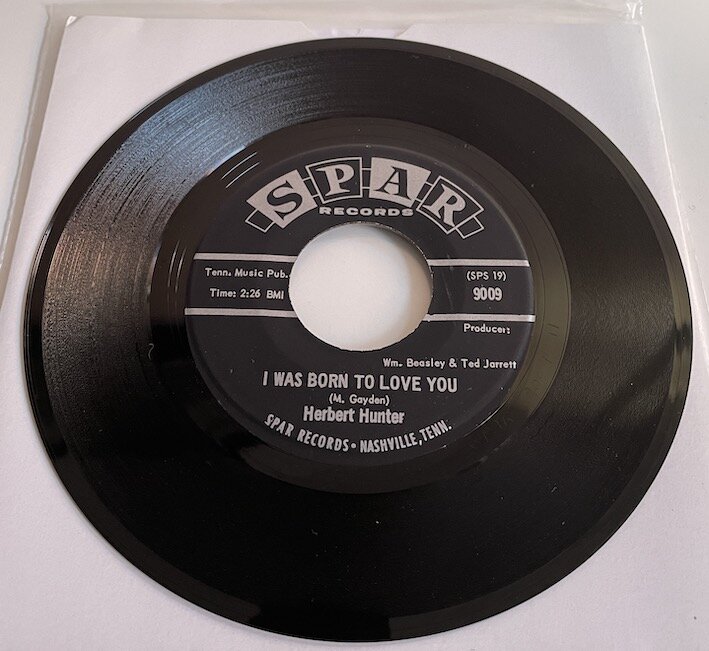 SPAR
RECORDS
Tenn. Music Pub.
Time: 2:26 BMI
(SPS 19)
9009
Producer:
Wm. Beasley & Ted Jarrett
I WAS BORN TO LOVE YOU
(M. Gayden)
Herbert Hunter
SPAR RECORDS • NASHVILLE, TENN.